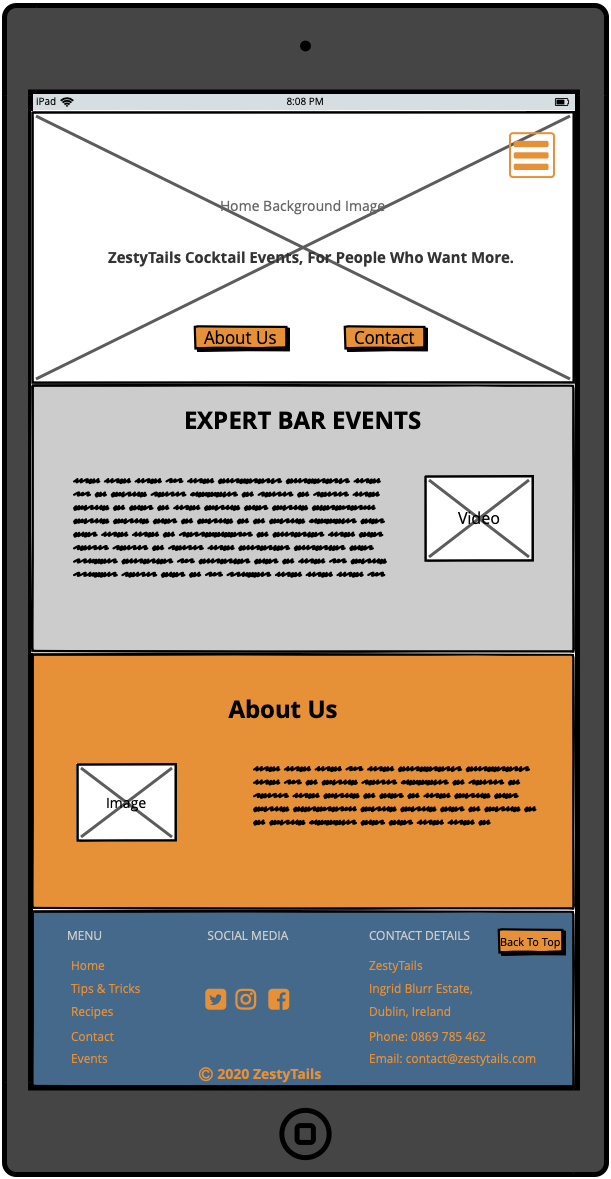 iPad
8:08 PM
Home Background Image
ZestyTails Cocktail Events, For People Who Want More.
About Us
Contact
EXPERT BAR EVENTS
Video
About Us
Image
MENU
Home
Tips & Tricks
Recipes
Contact
Events
SOCIAL MEDIA
© 2020 ZestyTails
CONTACT DETAILS
ZestyTails
Ingrid Blurr Estate,
Dublin, Ireland
Phone: 0869 785 462
Email: contact@zestytails.com
Back To Top